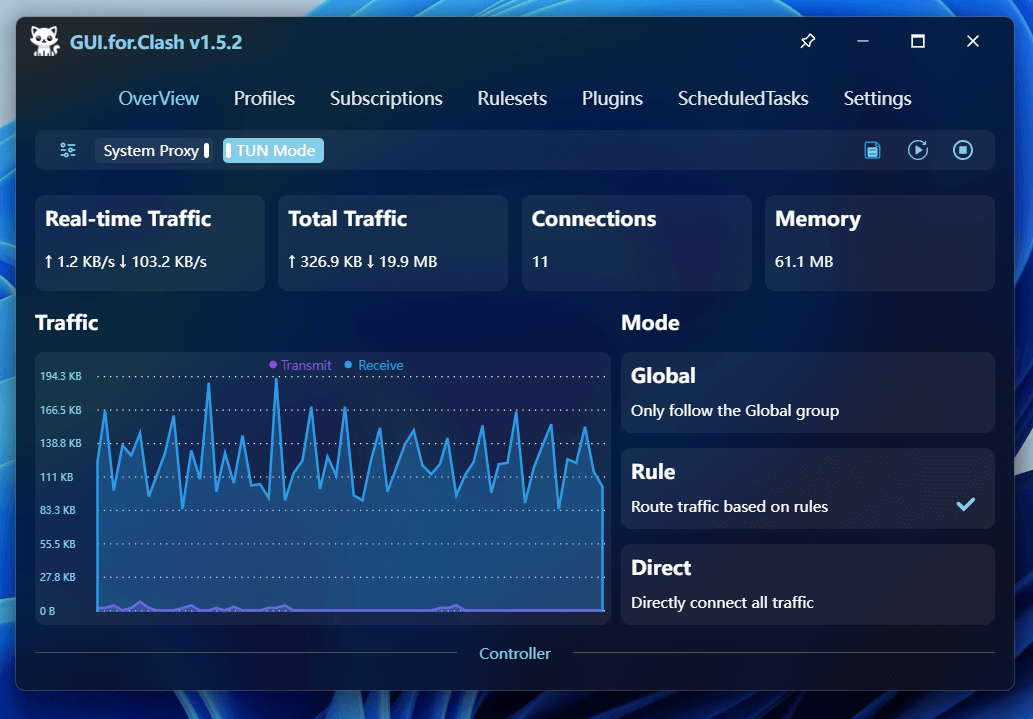 GUI.for.Clash v1.5.2
OverView Profiles Subscriptions Rulesets Plugins ScheduledTasks Settings
System Proxy TUN Mode
Real-time Traffic
↑ 1.2 KB/s ↓ 103.2 KB/s
Total Traffic
↑ 326.9 KB ↓ 19.9 MB
Connections
11
Memory
61.1 MB
Traffic
Transmit Receive
194.3 KB
166.5 KB
138.8 KB
111 KB
83.3 KB
55.5 KB
27.8 KB
0 B
Mode
Global
Only follow the Global group
Rule
Route traffic based on rules
Direct
Directly connect all traffic
Controller